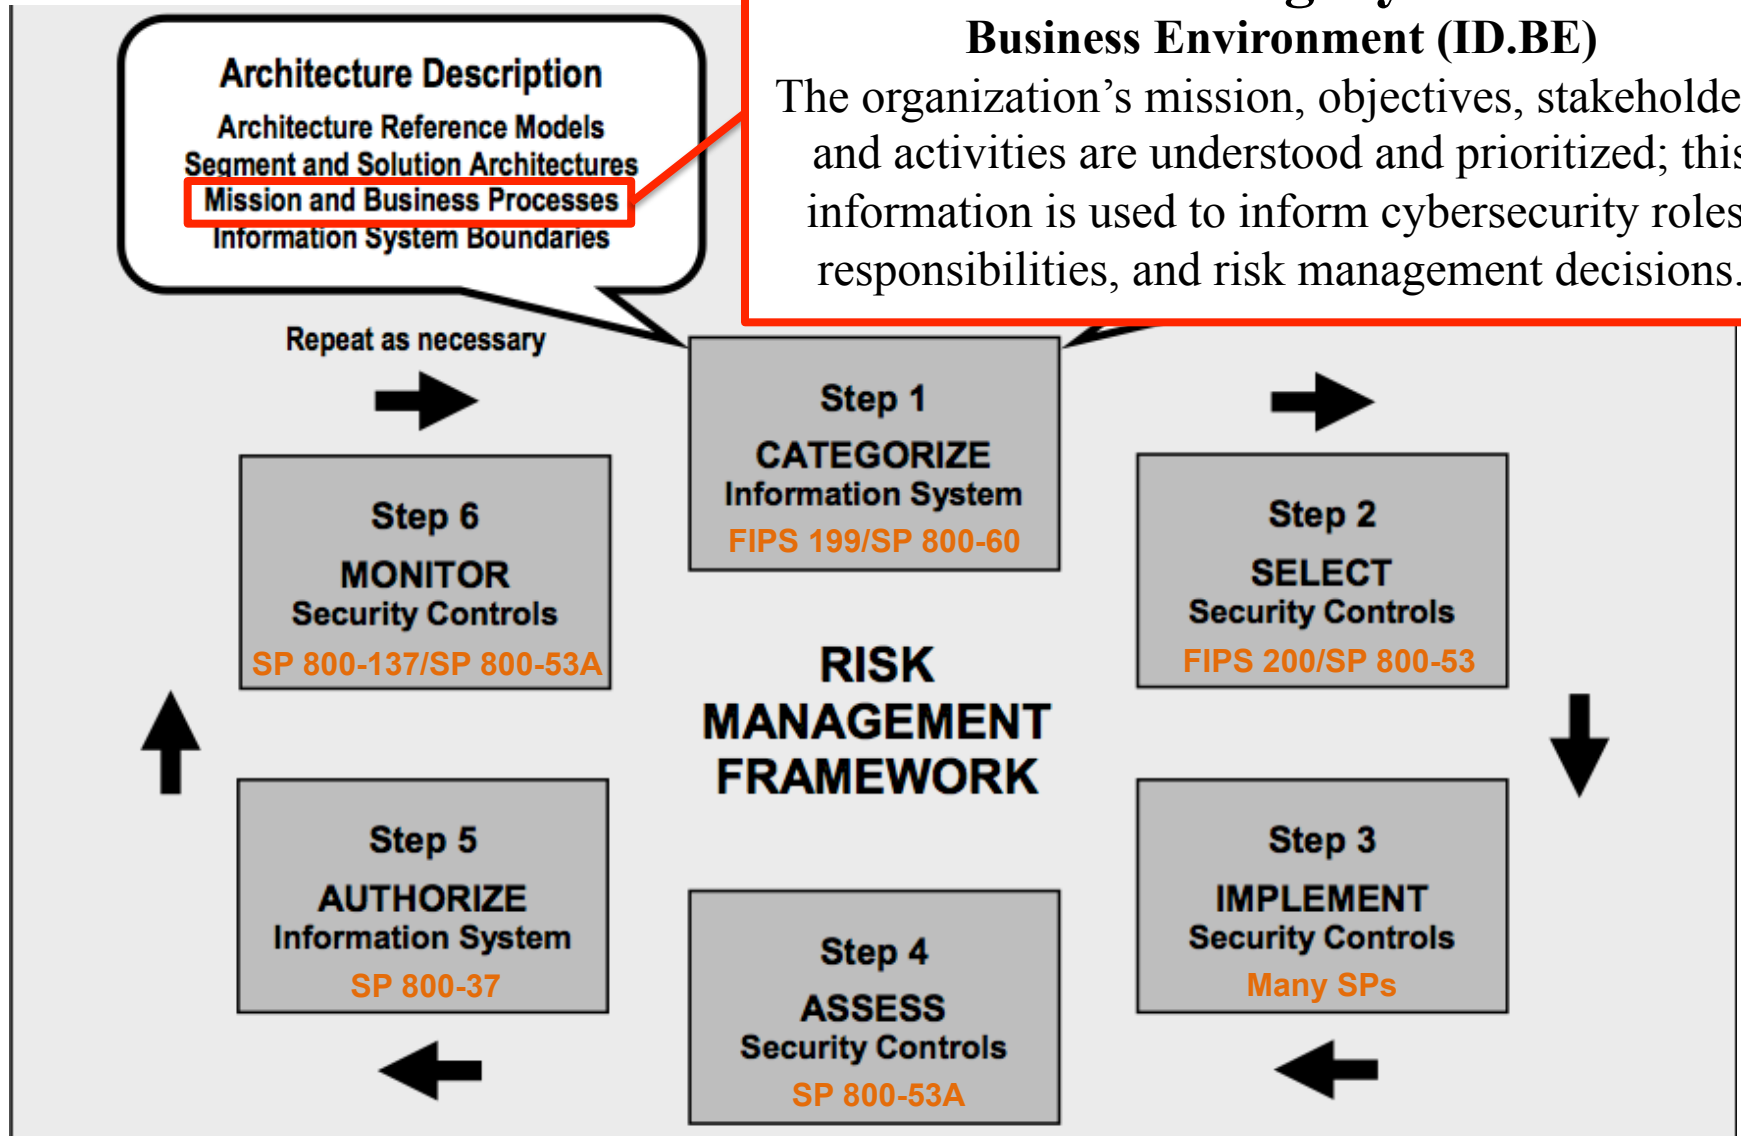 Business Environment (ID.BE)
The organization’s mission, objectives, stakeholde
and activities are understood and prioritized; this
information is used to inform cybersecurity roles
responsibilities, and risk management decisions.
Architecture Description
Architecture Reference Models
Segment and Solution Architectures
Mission and Business Processes
Information System Boundaries
Repeat as necessary
Step 1
CATEGORIZE
Information System
FIPS 199/SP 800-60
Step 2
SELECT
Security Controls
FIPS 200/SP 800-53
Step 3
IMPLEMENT
Security Controls
Many SPs
Step 4
ASSESS
Security Controls
SP 800-53A
Step 5
AUTHORIZE
Information System
SP 800-37
Step 6
MONITOR
Security Controls
SP 800-137/SP 800-53A
RISK
MANAGEMENT
FRAMEWORK